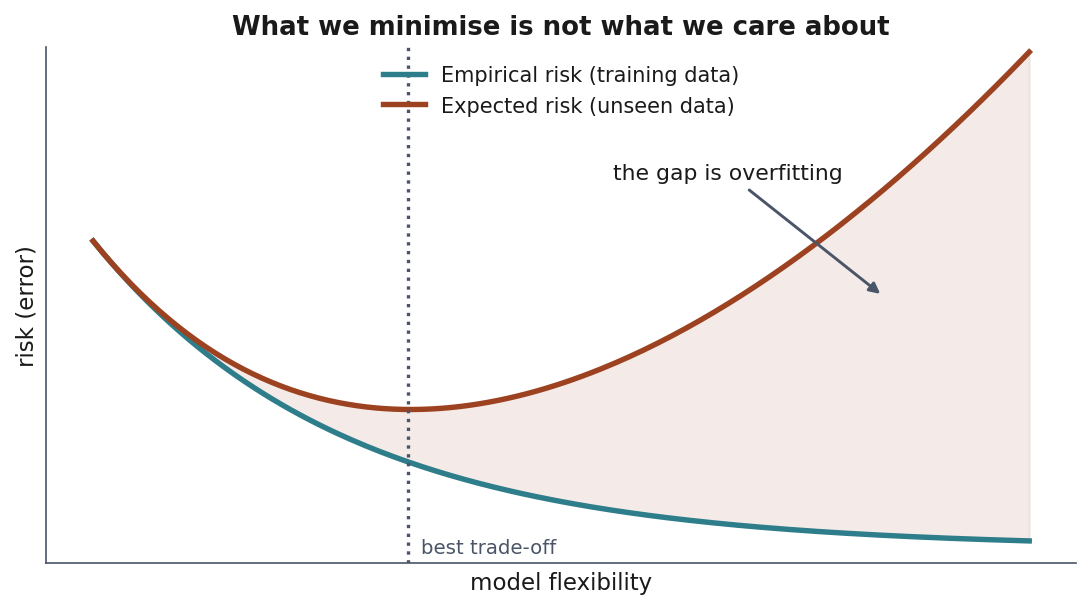 What we minimise is not what we care about
Empirical risk (training data)
Expected risk (unseen data)
the gap is overfitting
risk (error)
best trade-off
model flexibility